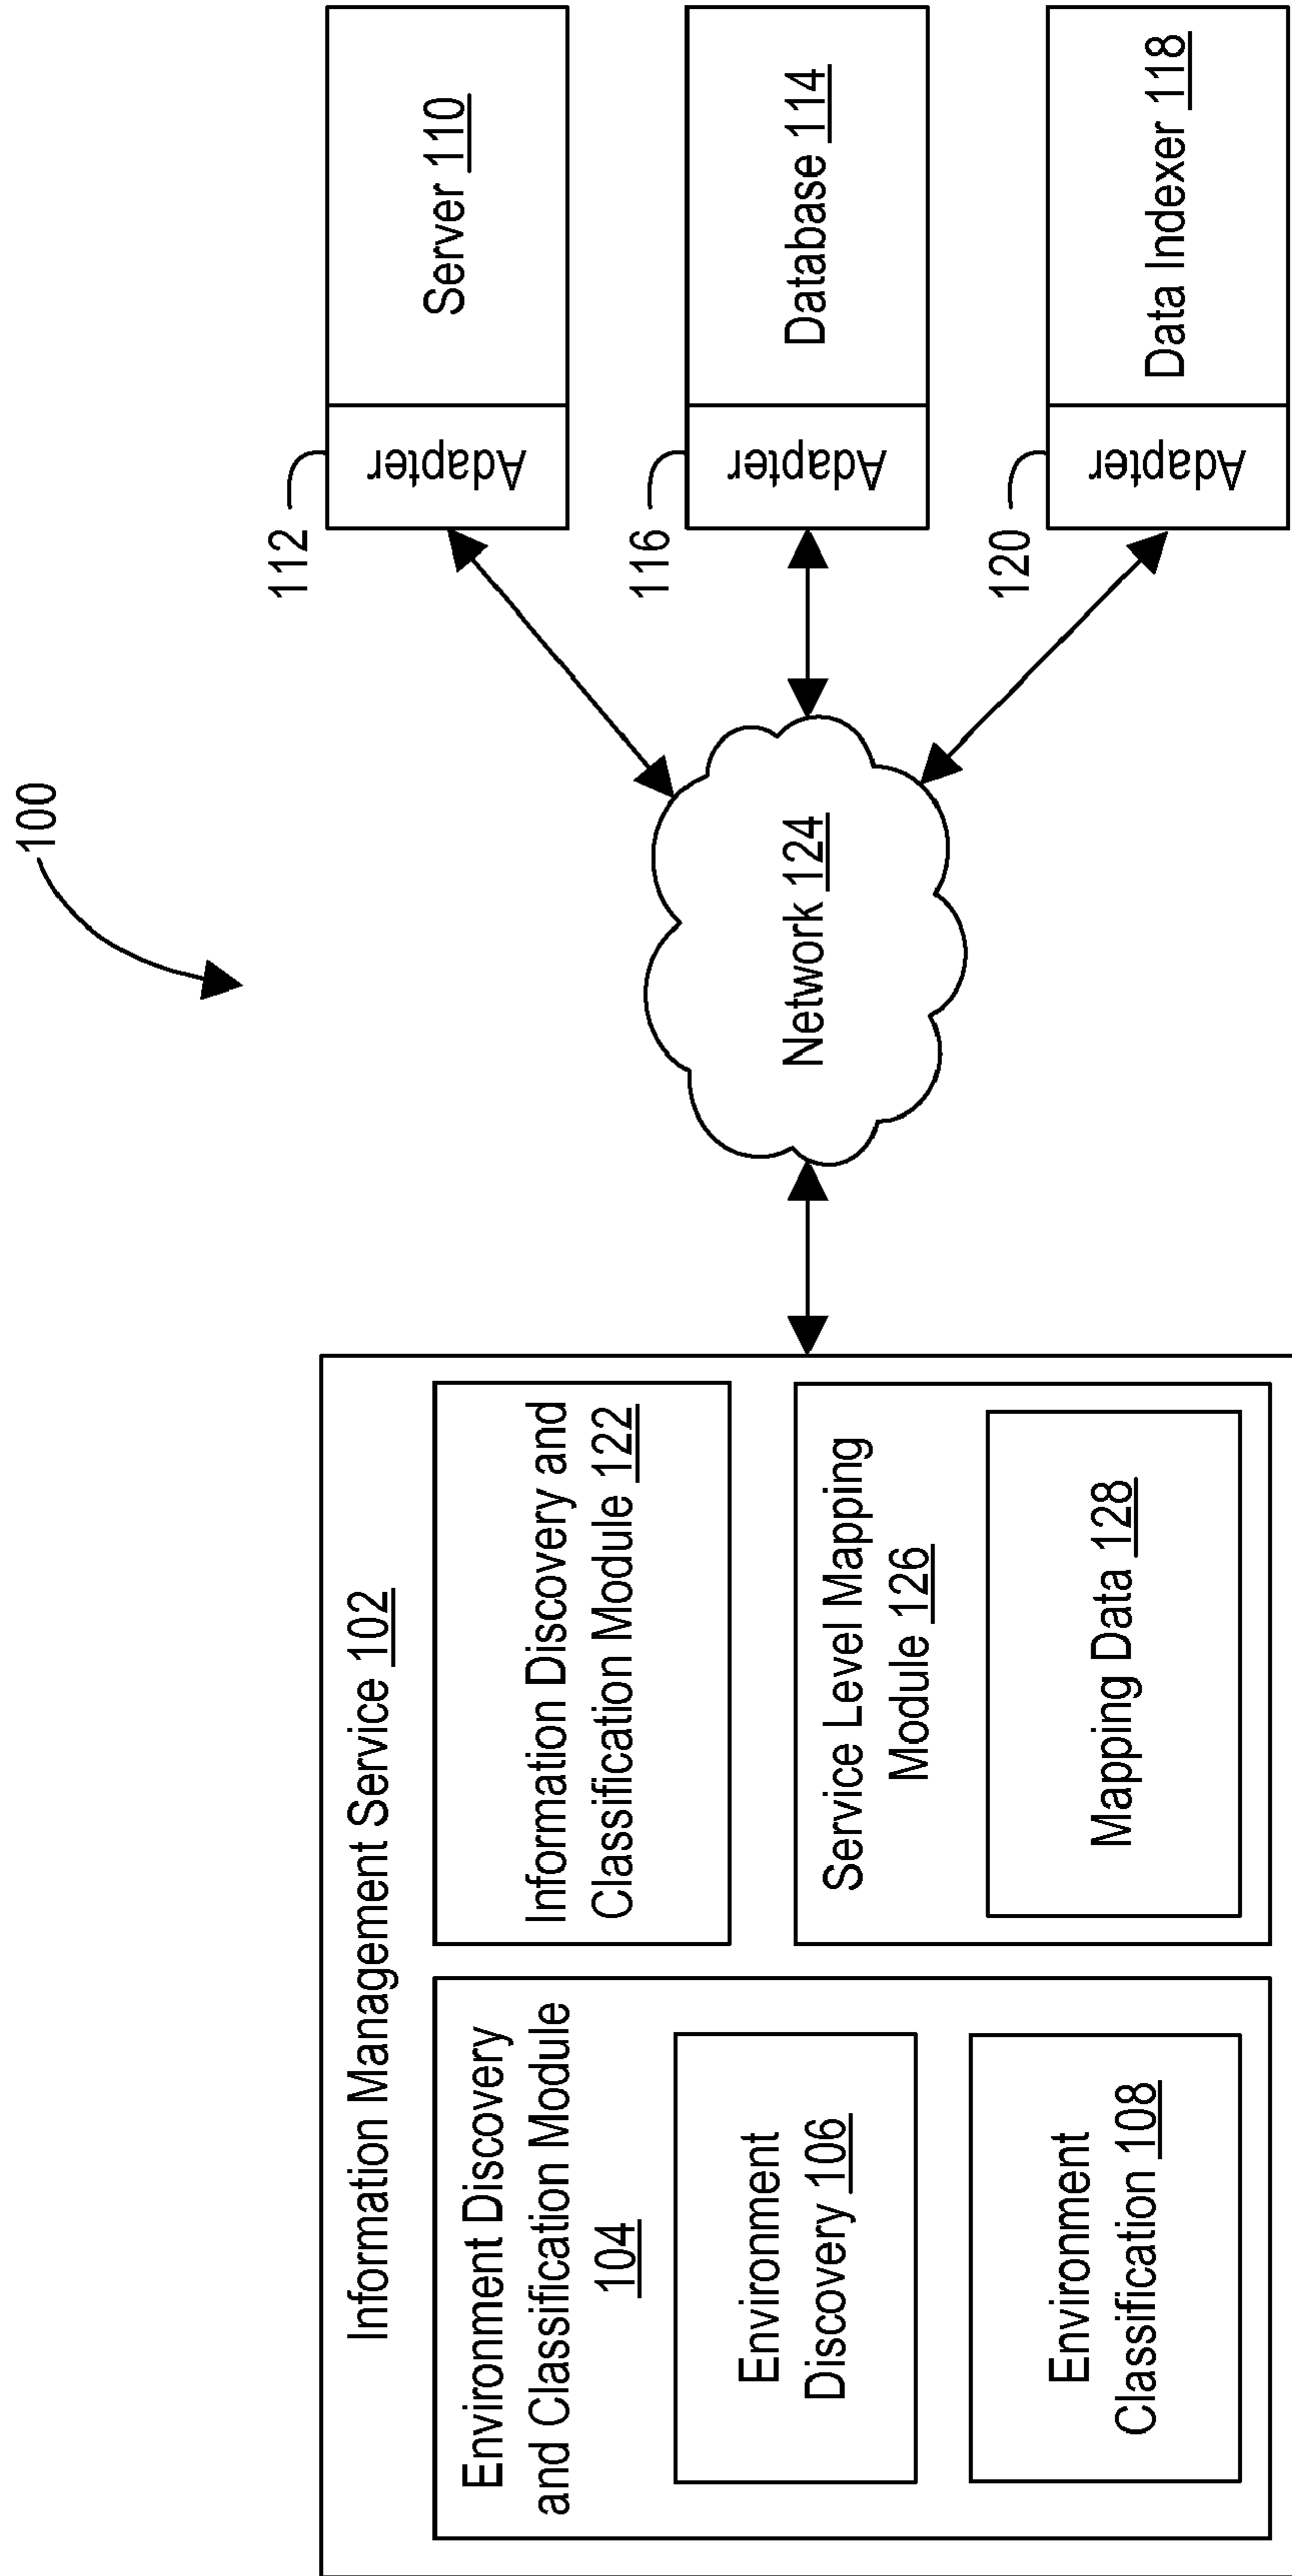 100
Information Management Service 102
Environment Discovery
and Classification Module
104
Environment
Discovery 106
Environment
Classification 108
Information Discovery and
Classification Module 122
Service Level Mapping
Module 126
Mapping Data 128
Network 124
112
Adapter
Server 110
116
Adapter
Database 114
120
Adapter
Data Indexer 118